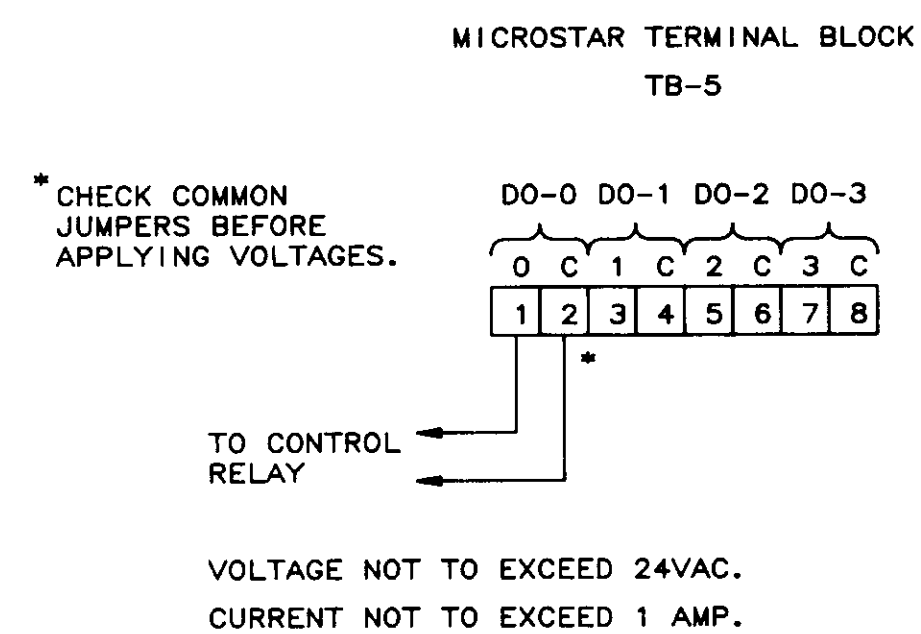 MICROSTAR TERMINAL BLOCK
TB-5
*
CHECK COMMON
JUMPERS BEFORE
APPLYING VOLTAGES.
DO-0 DO-1 DO-2 DO-3
0 C 1 C 2 C 3 C
1 2 3 4 5 6 7 8
*
TO CONTROL
RELAY
VOLTAGE NOT TO EXCEED 24VAC.
CURRENT NOT TO EXCEED 1 AMP.